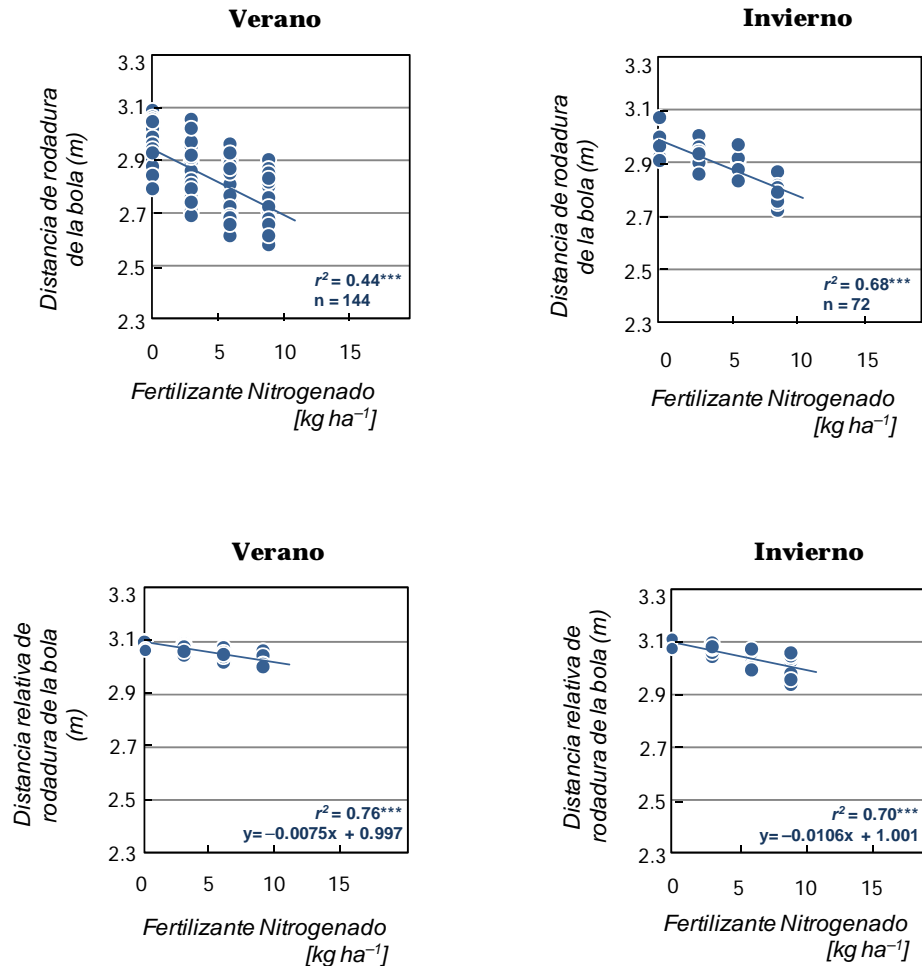 Verano
3.3
3.1
2.9
2.7
2.5
2.3
Distancia de rodadura
de la bola (m)
r² = 0.44***
n = 144
0 5 10 15
Fertilizante Nitrogenado
[kg ha⁻¹]
Invierno
3.3
3.1
2.9
2.7
2.5
2.3
Distancia de rodadura
de la bola (m)
r² = 0.68***
n = 72
0 5 10 15
Fertilizante Nitrogenado
[kg ha⁻¹]
Verano
3.3
3.1
2.9
2.7
2.5
2.3
Distancia relativa de
rodadura de la bola
(m)
r² = 0.76***
y= −0.0075x + 0.997
0 5 10 15
Fertilizante Nitrogenado
[kg ha⁻¹]
Invierno
3.3
3.1
2.9
2.7
2.5
2.3
Distancia relativa de
rodadura de la bola (m)
r² = 0.70***
y= −0.0106x + 1.001
0 5 10 15
Fertilizante Nitrogenado
[kg ha⁻¹]